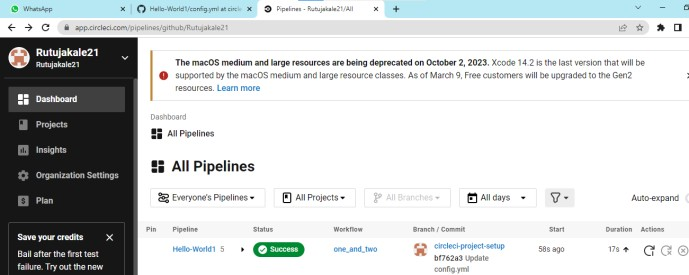 WhatsApp
Hello-World1/config.yml at circle
Pipelines - Rutujakale21/All
app.circleci.com/pipelines/github/Rutujakale21
Rutujakale21
Rutujakale21
Dashboard
Projects
Insights
Organization Settings
Plan
Save your credits
Bail after the first test
failure. Try out the new
The macOS medium and large resources are being deprecated on October 2, 2023. Xcode 14.2 is the last version that will be
supported by the macOS medium and large resource classes. As of March 9, Free customers will be upgraded to the Gen2
resources. Learn more
Dashboard
All Pipelines
All Pipelines
Everyone's Pipelines
All Projects
All Branches
All days
Auto-expand
Pin Pipeline Status Workflow Branch / Commit Start Duration Actions
Hello-World1 5 Success one_and_two circleci-project-setup 58s ago 17s
bf762a3 Update
config.yml